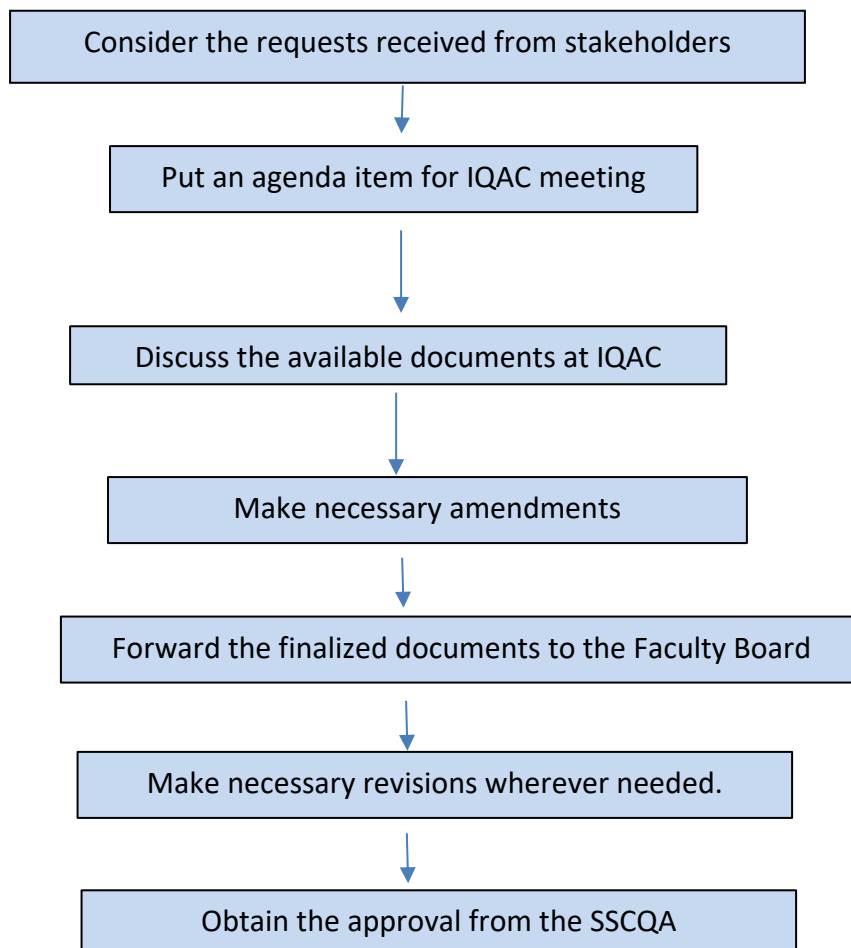 Consider the requests received from stakeholders
Put an agenda item for IQAC meeting
Discuss the available documents at IQAC
Make necessary amendments
Forward the finalized documents to the Faculty Board
Make necessary revisions wherever needed.
Obtain the approval from the SSCQA